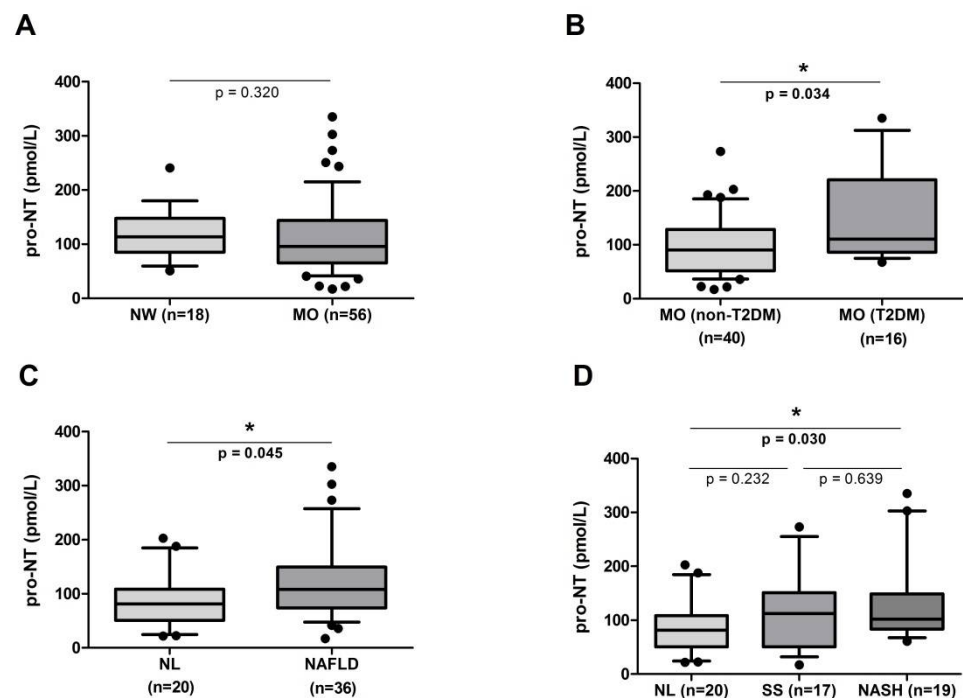 A
pro-NT (pmol/L)
400
300
200
100
0
p = 0.320
NW (n=18)
MO (n=56)
B
pro-NT (pmol/L)
400
300
200
100
0
*
p = 0.034
MO (non-T2DM)
(n=40)
MO (T2DM)
(n=16)
C
pro-NT (pmol/L)
400
300
200
100
0
*
p = 0.045
NL
(n=20)
NAFLD
(n=36)
D
pro-NT (pmol/L)
400
300
200
100
0
*
p = 0.030
p = 0.232
p = 0.639
NL (n=20)
SS (n=17)
NASH (n=19)